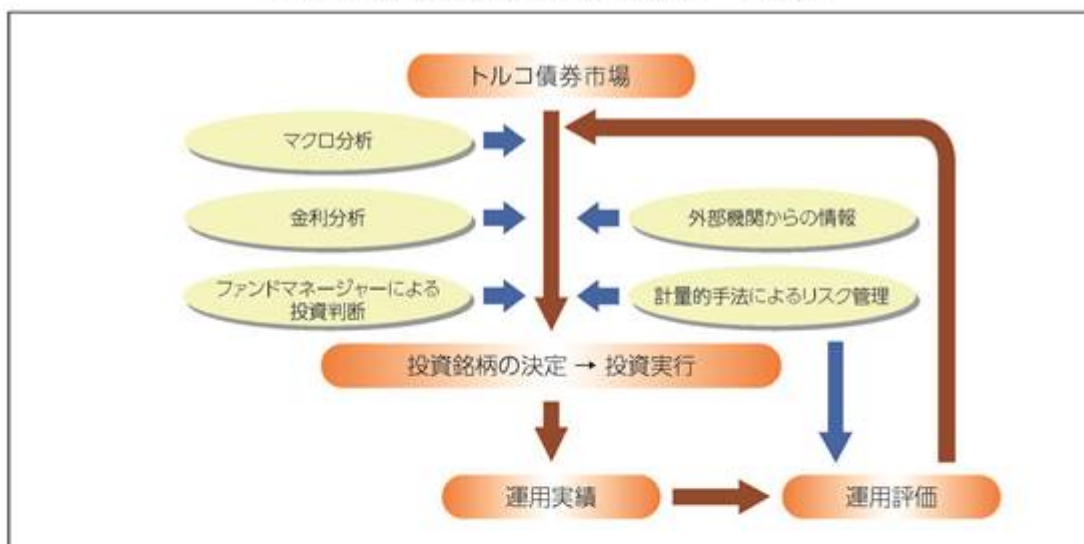 トルコ債券市場
マクロ分析
金利分析
外部機関からの情報
ファンドマネージャーによる
投資判断
計量的手法によるリスク管理
投資銘柄の決定 → 投資実行
運用実績
運用評価